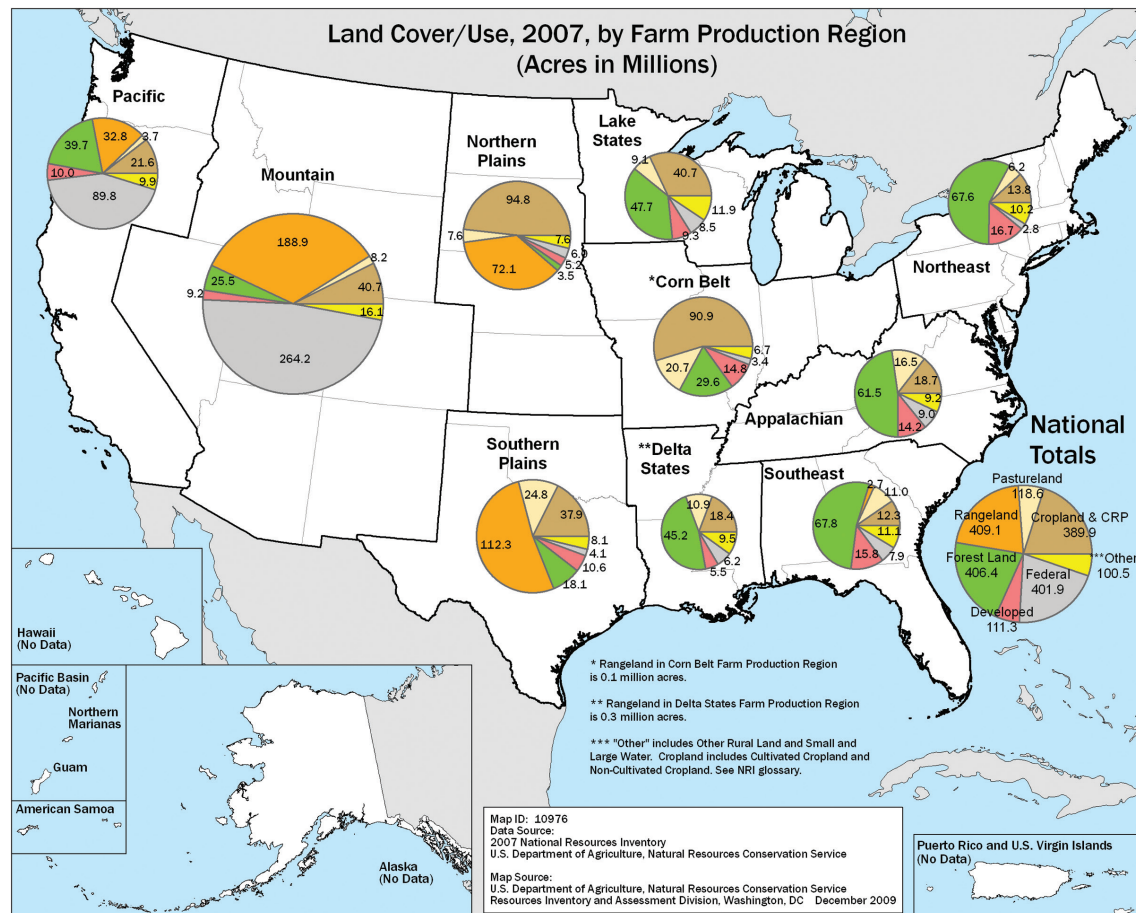 Land Cover/Use, 2007, by Farm Production Region
(Acres in Millions)
Pacific
39.7
32.8
3.7
21.6
9.9
10.0
89.8
Mountain
188.9
8.2
25.5
40.7
9.2
16.1
264.2
Northern
Plains
94.8
7.6
7.6
6.0
5.2
3.5
72.1
Lake
States
9.1
40.7
47.7
11.9
8.5
9.3
6.2
67.6
13.8
10.2
2.8
16.7
Northeast
*Corn Belt
90.9
6.7
3.4
20.7
14.8
29.6
16.5
61.5
18.7
9.2
9.0
14.2
Appalachian
Southern
Plains
24.8
37.9
112.3
8.1
4.1
10.6
18.1
**Delta
States
10.9
18.4
45.2
9.5
6.2
5.5
Southeast
2.7
11.0
67.8
12.3
11.1
7.9
15.8
National
Totals
Pastureland
118.6
Rangeland
409.1
Cropland & CRP
389.9
Forest Land
406.4
***Other
100.5
Federal
401.9
Developed
111.3
Hawaii
(No Data)
Pacific Basin
(No Data)
Northern
Marianas
Guam
American Samoa
Alaska
(No Data)
* Rangeland in Corn Belt Farm Production Region
is 0.1 million acres.
** Rangeland in Delta States Farm Production Region
is 0.3 million acres.
*** "Other" includes Other Rural Land and Small and
Large Water. Cropland includes Cultivated Cropland and
Non-Cultivated Cropland. See NRI glossary.
Map ID: 10976
Data Source:
2007 National Resources Inventory
U.S. Department of Agriculture, Natural Resources Conservation Service
Map Source:
U.S. Department of Agriculture, Natural Resources Conservation Service
Resources Inventory and Assessment Division, Washington, DC December 2009
Puerto Rico and U.S. Virgin Islands
(No Data)